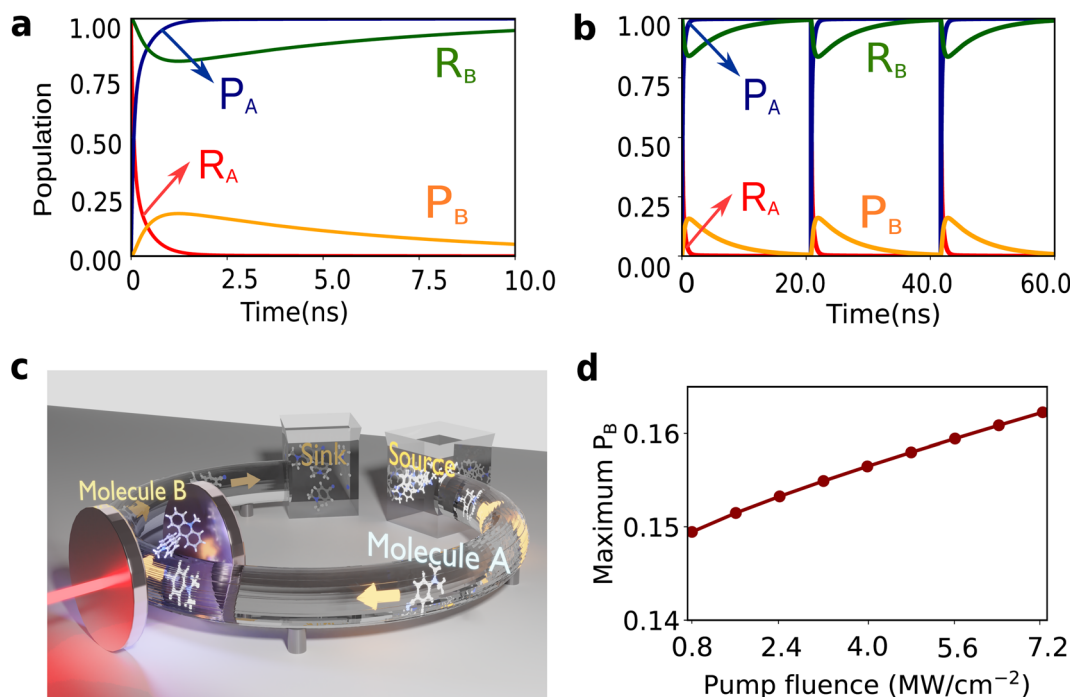 a
1.00
0.75
0.50
0.25
0.00
Population
R_B
P_A
R_A
P_B
0
2.5
5.0
7.5
10.0
Time(ns)
b
1.00
0.75
0.50
0.25
0.00
R_B
P_A
R_A
P_B
0
20.0
40.0
60.0
Time(ns)
c
Sink
Source
Molecule B
Molecule A
d
0.16
0.15
0.14
Maximum P_B
0.8
2.4
4.0
5.6
7.2
Pump fluence (MW/cm⁻²)